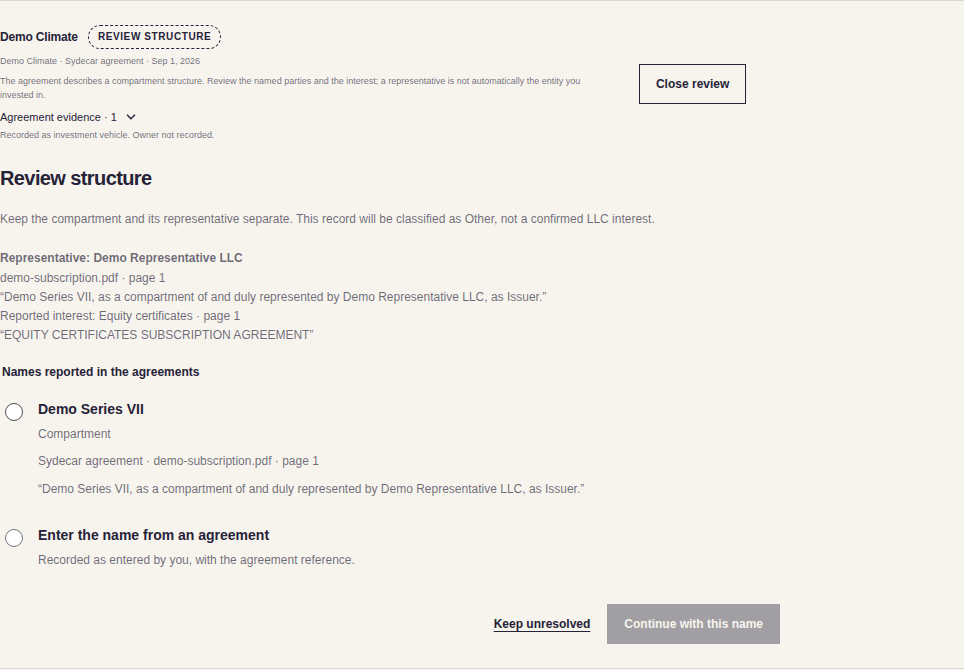 Demo Climate REVIEW STRUCTURE
Demo Climate · Sydecar agreement · Sep 1, 2026
The agreement describes a compartment structure. Review the named parties and the interest; a representative is not automatically the entity you
invested in.
Close review
Agreement evidence · 1
Recorded as investment vehicle. Owner not recorded.
Review structure
Keep the compartment and its representative separate. This record will be classified as Other, not a confirmed LLC interest.
Representative: Demo Representative LLC
demo-subscription.pdf · page 1
“Demo Series VII, as a compartment of and duly represented by Demo Representative LLC, as Issuer.”
Reported interest: Equity certificates · page 1
“EQUITY CERTIFICATES SUBSCRIPTION AGREEMENT”
Names reported in the agreements
Demo Series VII
Compartment
Sydecar agreement · demo-subscription.pdf · page 1
“Demo Series VII, as a compartment of and duly represented by Demo Representative LLC, as Issuer.”
Enter the name from an agreement
Recorded as entered by you, with the agreement reference.
Keep unresolved Continue with this name